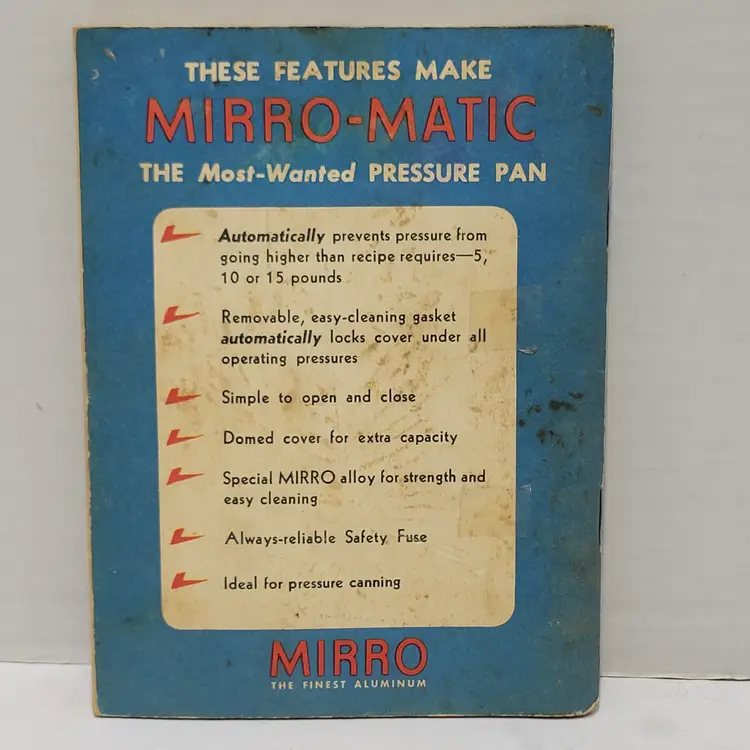 THESE FEATURES MAKE
MIRRO-MATIC
THE Most-Wanted PRESSURE PAN
Automatically prevents pressure from
going higher than recipe requires—5,
10 or 15 pounds
Removable, easy-cleaning gasket
automatically locks cover under all
operating pressures
Simple to open and close
Domed cover for extra capacity
Special MIRRO alloy for strength and
easy cleaning
Always-reliable Safety Fuse
Ideal for pressure canning
MIRRO
THE FINEST ALUMINUM